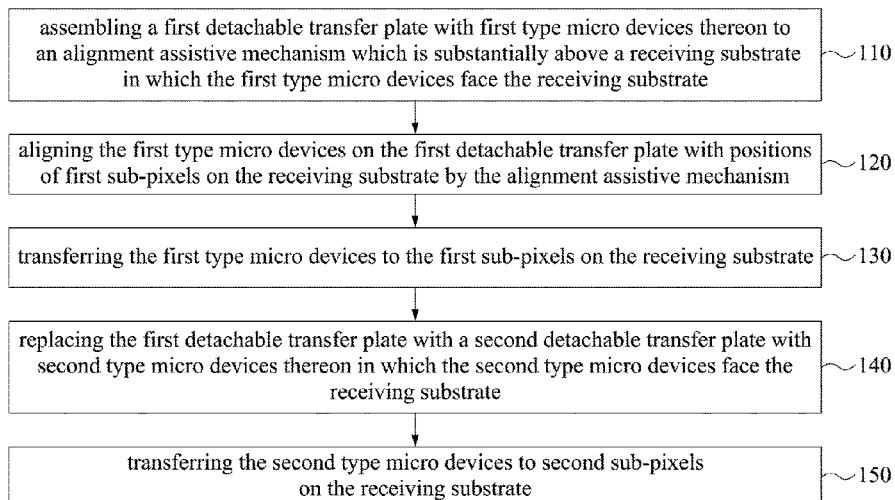 assembling a first detachable transfer plate with first type micro devices thereon to
an alignment assistive mechanism which is substantially above a receiving substrate
in which the first type micro devices face the receiving substrate
110
aligning the first type micro devices on the first detachable transfer plate with positions
of first sub-pixels on the receiving substrate by the alignment assistive mechanism
120
transferring the first type micro devices to the first sub-pixels on the receiving substrate
130
replacing the first detachable transfer plate with a second detachable transfer plate with
second type micro devices thereon in which the second type micro devices face the
receiving substrate
140
transferring the second type micro devices to second sub-pixels
on the receiving substrate
150